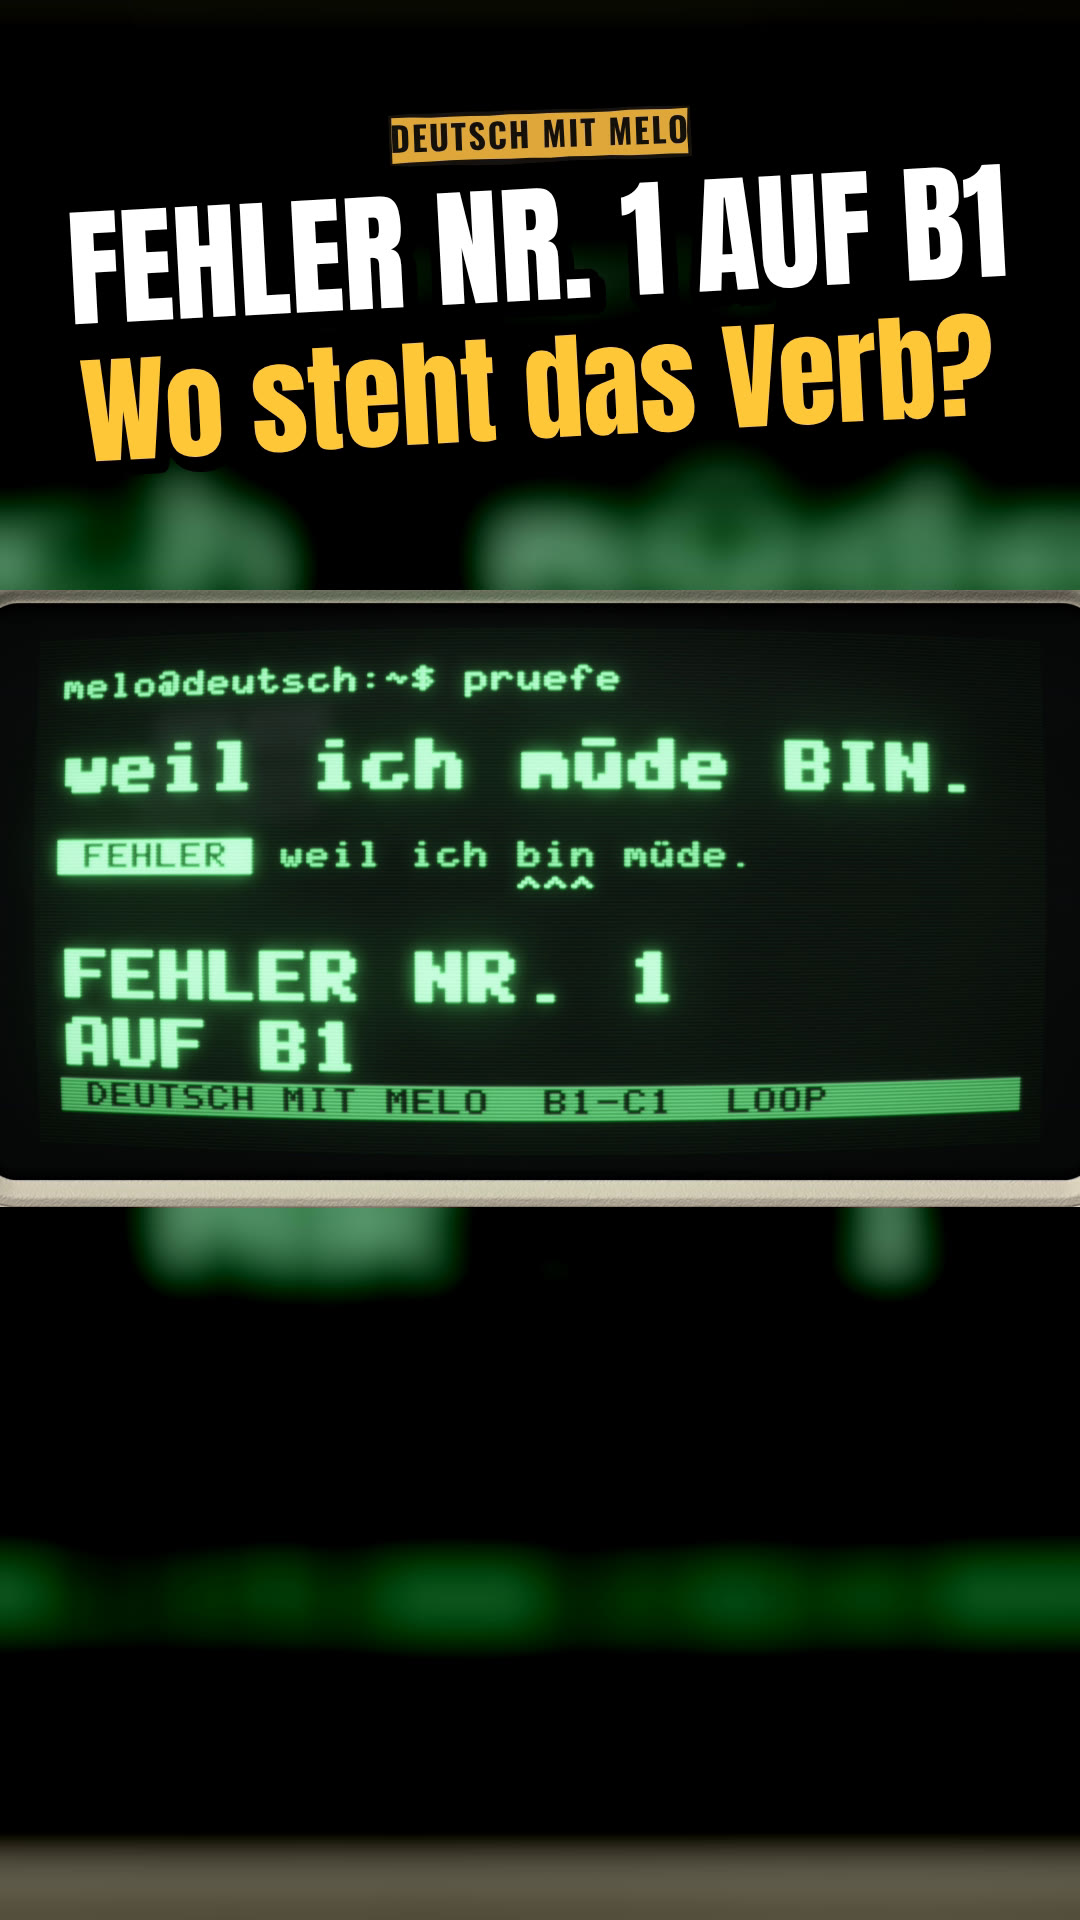 DEUTSCH MIT MELO
FEHLER NR. 1 AUF B1
Wo steht das Verb?
melo@deutsch:~$ pruefe
weil ich müde BIN.
FEHLER weil ich bin müde.
^^^
FEHLER NR. 1
AUF B1
DEUTSCH MIT MELO B1-C1 LOOP